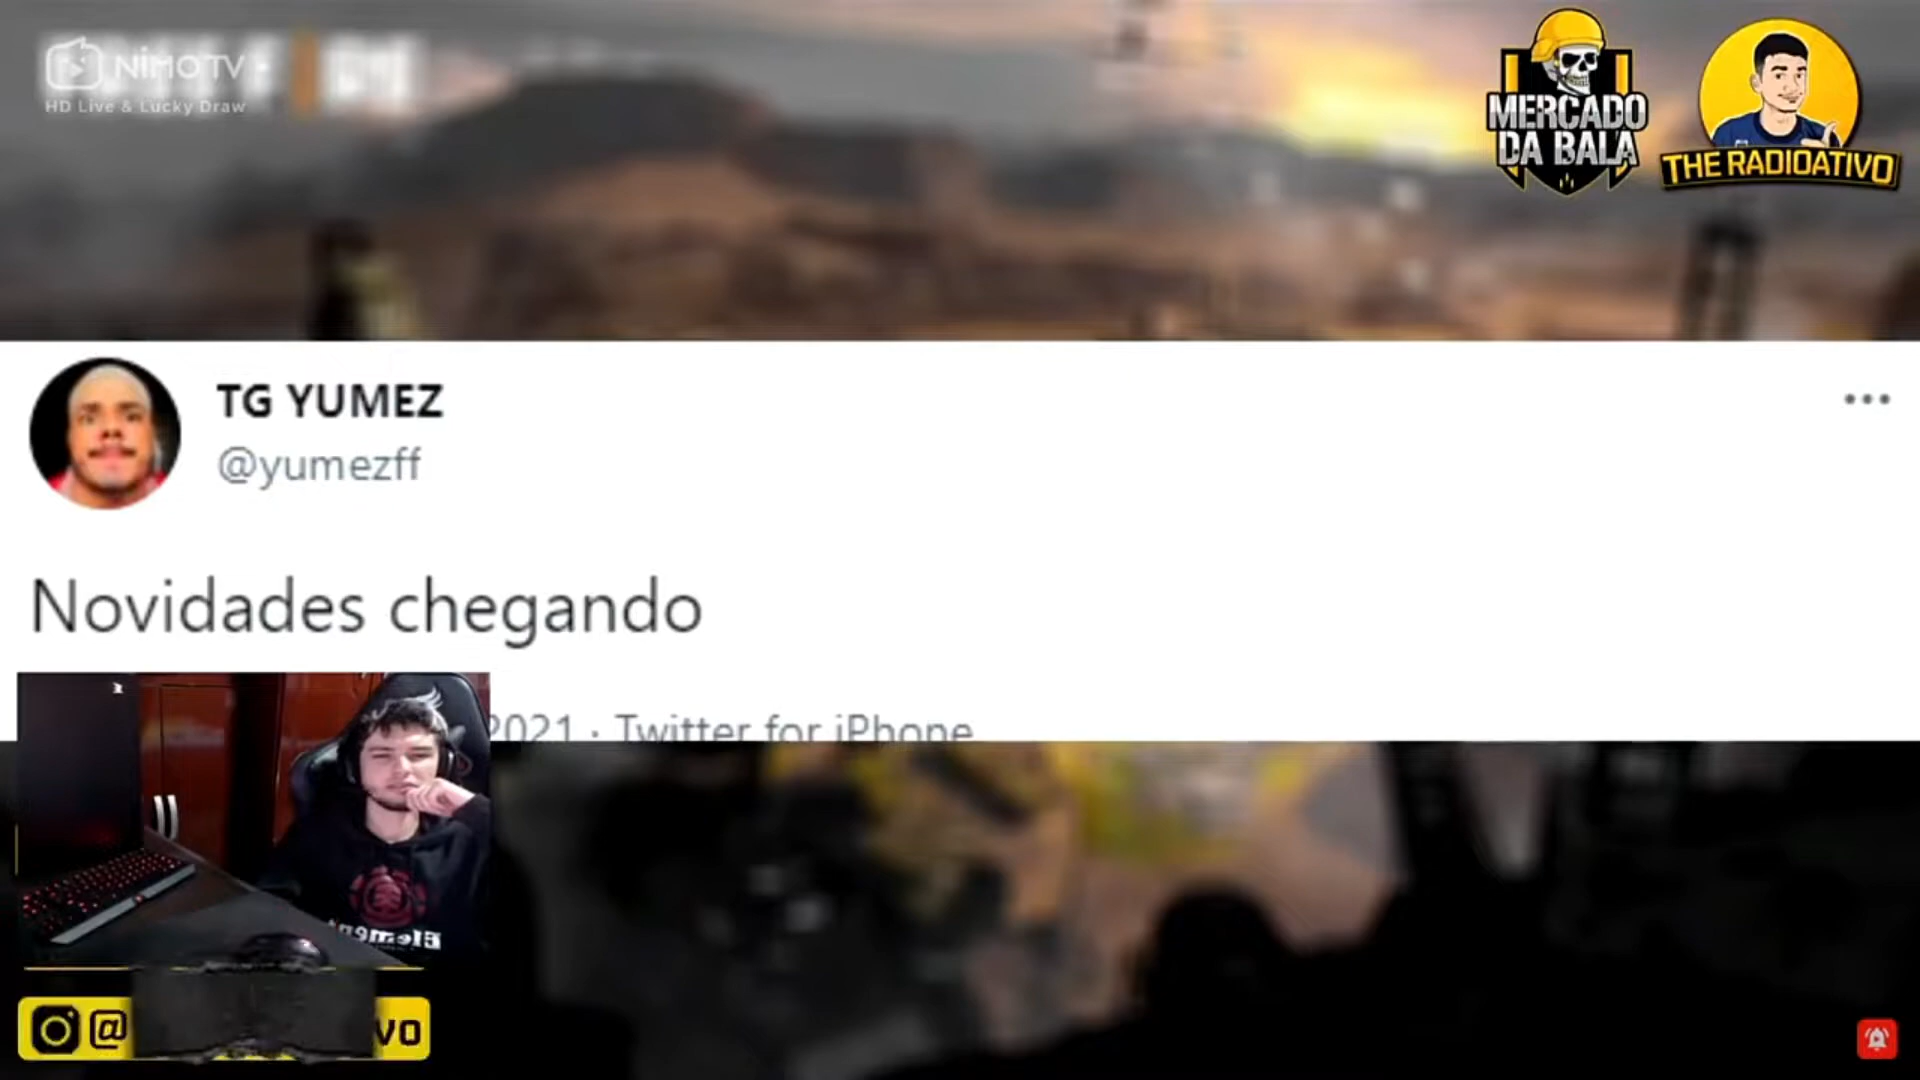 NIMO TV
HD Live & Lucky Draw
MERCADO
DA BALA
THE RADIOATIVO
TG YUMEZ
@yumezff
Novidades chegando
2021 · Twitter for iPhone
Element
@
VO